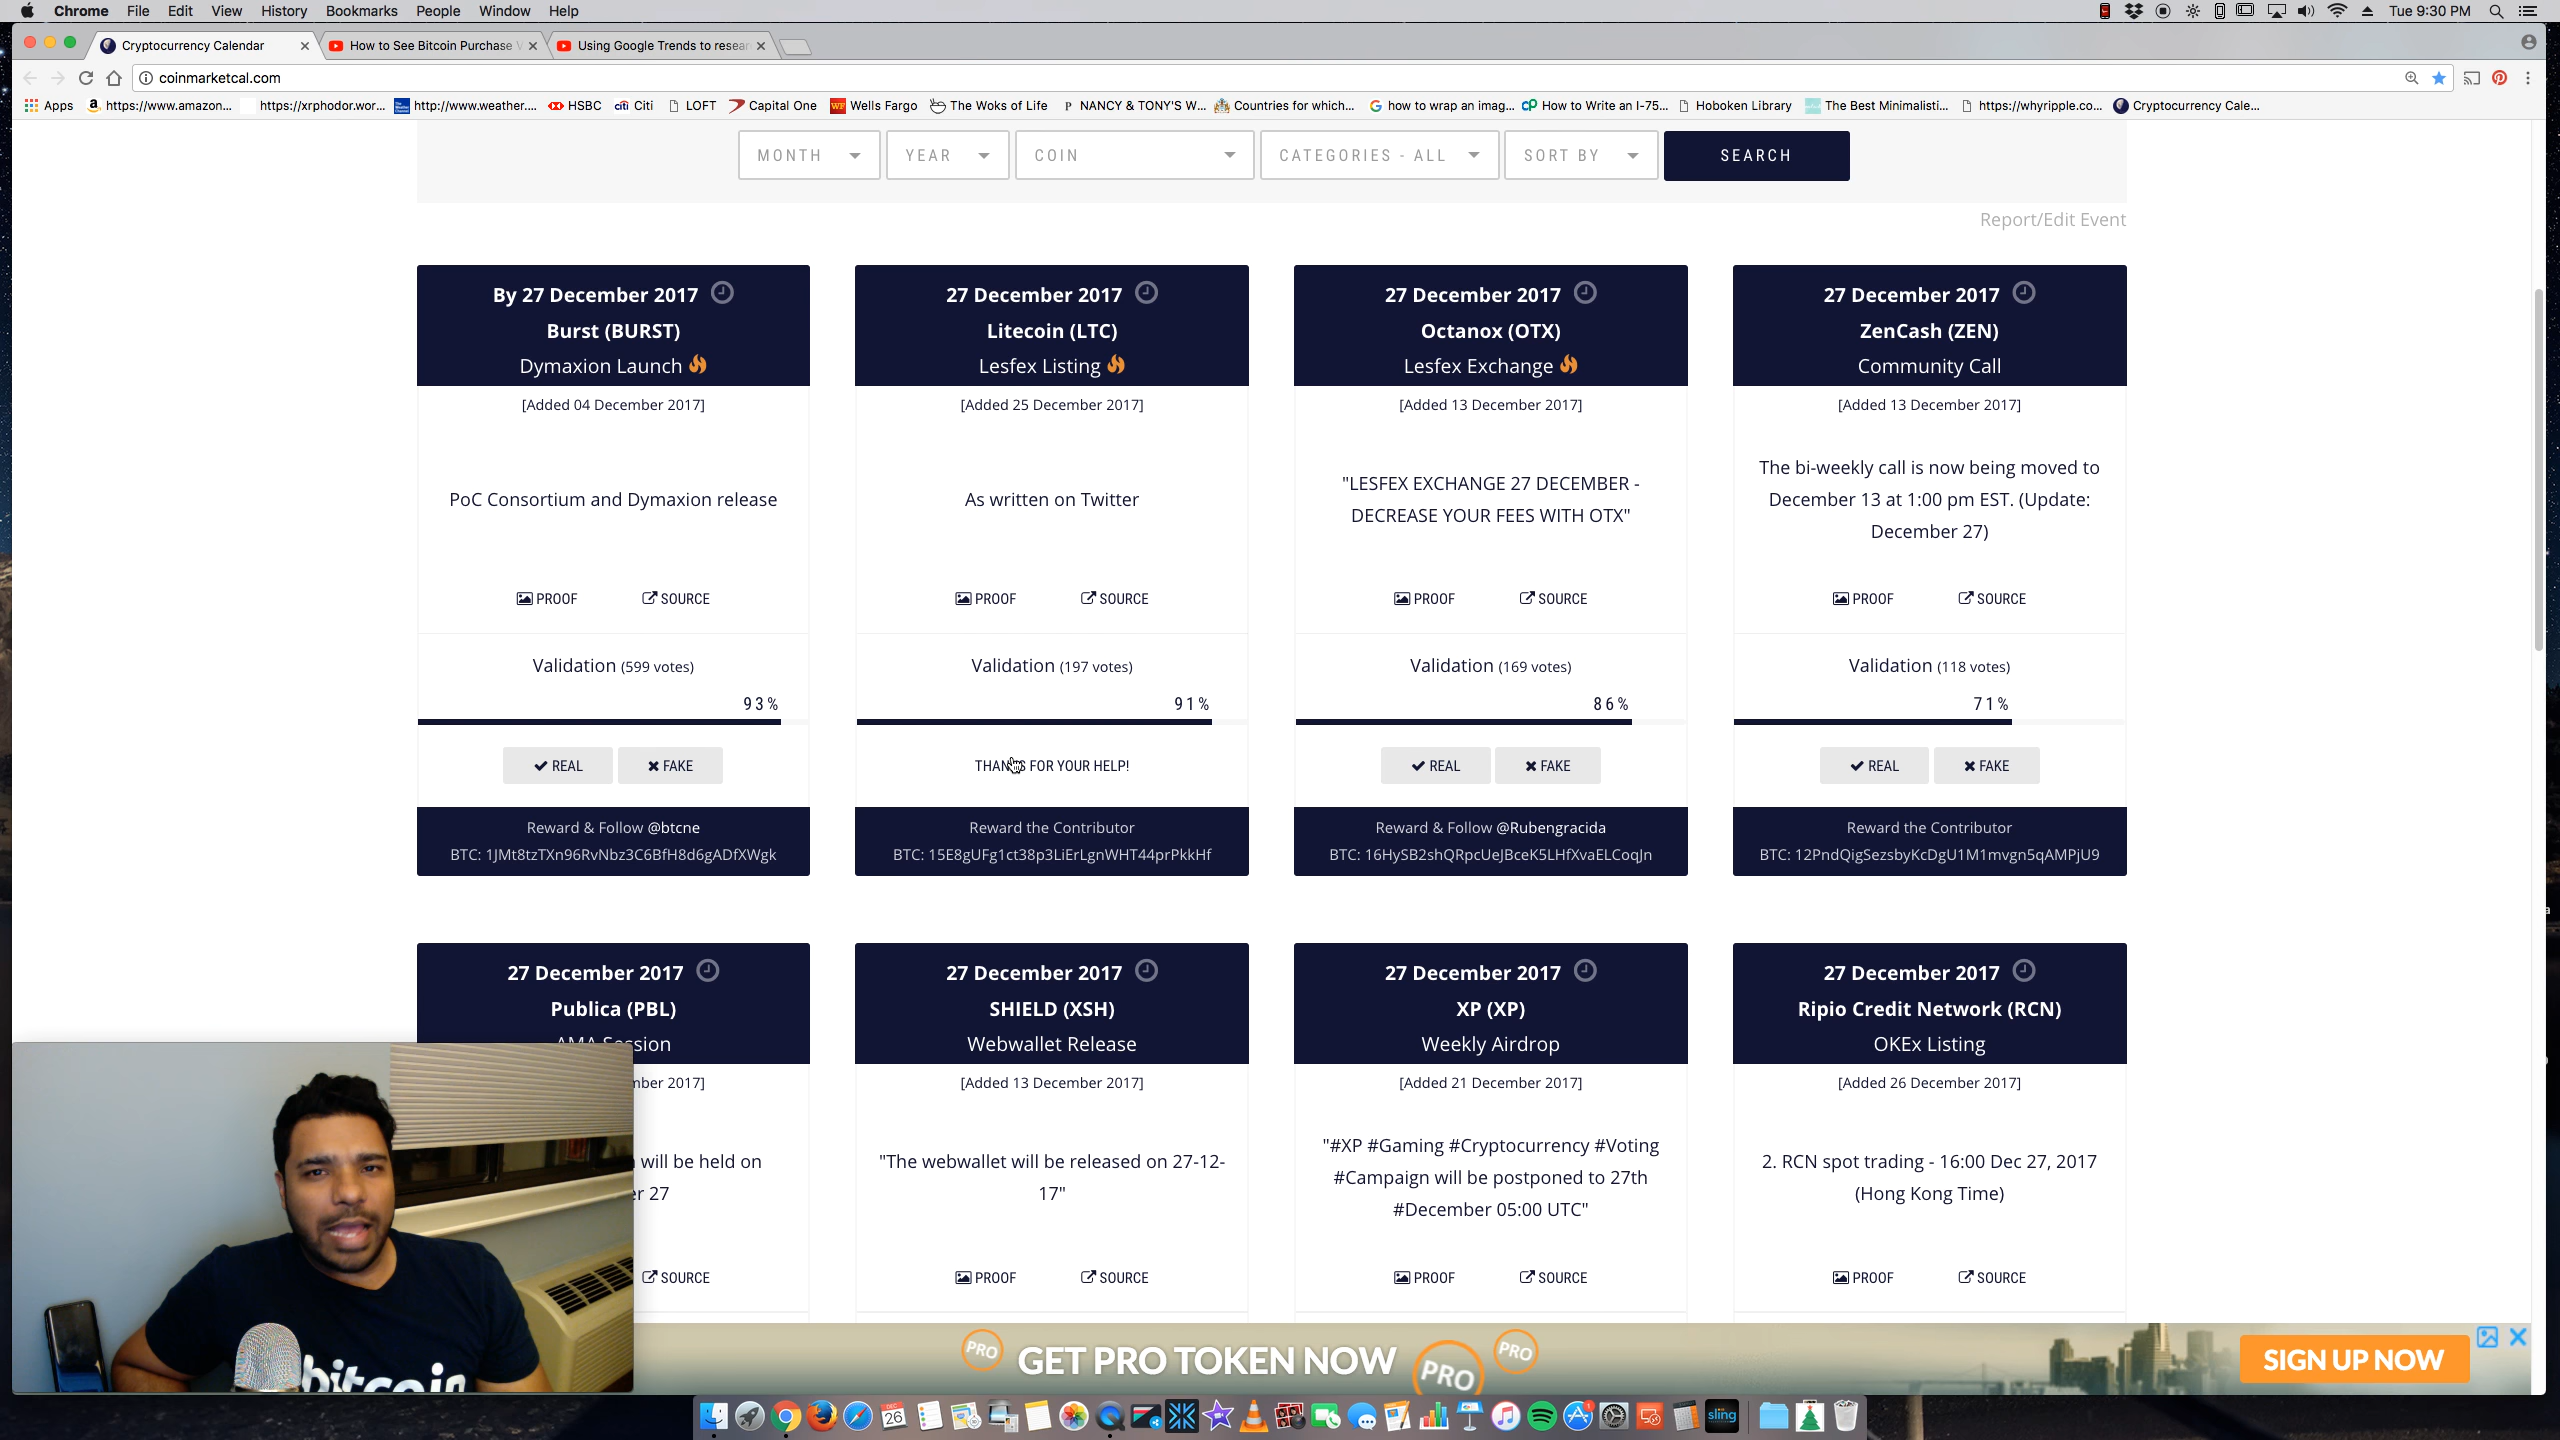 Chrome File Edit View History Bookmarks People Window Help Tue 9:30 PM
Cryptocurrency Calendar How to See Bitcoin Purchase Using Google Trends to resear
coinmarketcal.com
Apps https://www.amazon... https://xrphodor.wor... http://www.weather.... HSBC citi Citi LOFT Capital One Wells Fargo The Woks of Life P NANCY & TONY'S W... Countries for which... how to wrap an imag... CP How to Write an I-75... Hoboken Library The Best Minimalisti... https://whyripple.co... Cryptocurrency Cale...
MONTH YEAR COIN CATEGORIES - ALL SORT BY SEARCH
Report/Edit Event
By 27 December 2017
Burst (BURST)
Dymaxion Launch
[Added 04 December 2017]
PoC Consortium and Dymaxion release
PROOF SOURCE
Validation (599 votes)
93%
REAL FAKE
Reward & Follow @btcne
BTC: 1JMt8tzTXn96RvNbz3C6BfH8d6gADfXWgk
27 December 2017
Litecoin (LTC)
Lesfex Listing
[Added 25 December 2017]
As written on Twitter
PROOF SOURCE
Validation (197 votes)
91%
THANKS FOR YOUR HELP!
Reward the Contributor
BTC: 15E8gUFg1ct38p3LiErLgnWHT44prPkkHf
27 December 2017
Octanox (OTX)
Lesfex Exchange
[Added 13 December 2017]
"LESFEX EXCHANGE 27 DECEMBER -
DECREASE YOUR FEES WITH OTX"
PROOF SOURCE
Validation (169 votes)
86%
REAL FAKE
Reward & Follow @Rubengracida
BTC: 16HySB2shQRpcUeJBceK5LHfXvaELCoqJn
27 December 2017
ZenCash (ZEN)
Community Call
[Added 13 December 2017]
The bi-weekly call is now being moved to
December 13 at 1:00 pm EST. (Update:
December 27)
PROOF SOURCE
Validation (118 votes)
71%
REAL FAKE
Reward the Contributor
BTC: 12PndQigSezsbyKcDgU1M1mvgn5qAMPjU9
27 December 2017
Publica (PBL)
AMA Session
mber 2017]
will be held on
er 27
SOURCE
27 December 2017
SHIELD (XSH)
Webwallet Release
[Added 13 December 2017]
"The webwallet will be released on 27-12-
17"
PROOF SOURCE
27 December 2017
XP (XP)
Weekly Airdrop
[Added 21 December 2017]
"#XP #Gaming #Cryptocurrency #Voting
#Campaign will be postponed to 27th
#December 05:00 UTC"
PROOF SOURCE
27 December 2017
Ripio Credit Network (RCN)
OKEx Listing
[Added 26 December 2017]
2. RCN spot trading - 16:00 Dec 27, 2017
(Hong Kong Time)
PROOF SOURCE
bitcoin
PRO GET PRO TOKEN NOW PRO PRO SIGN UP NOW
DEC 26
sling